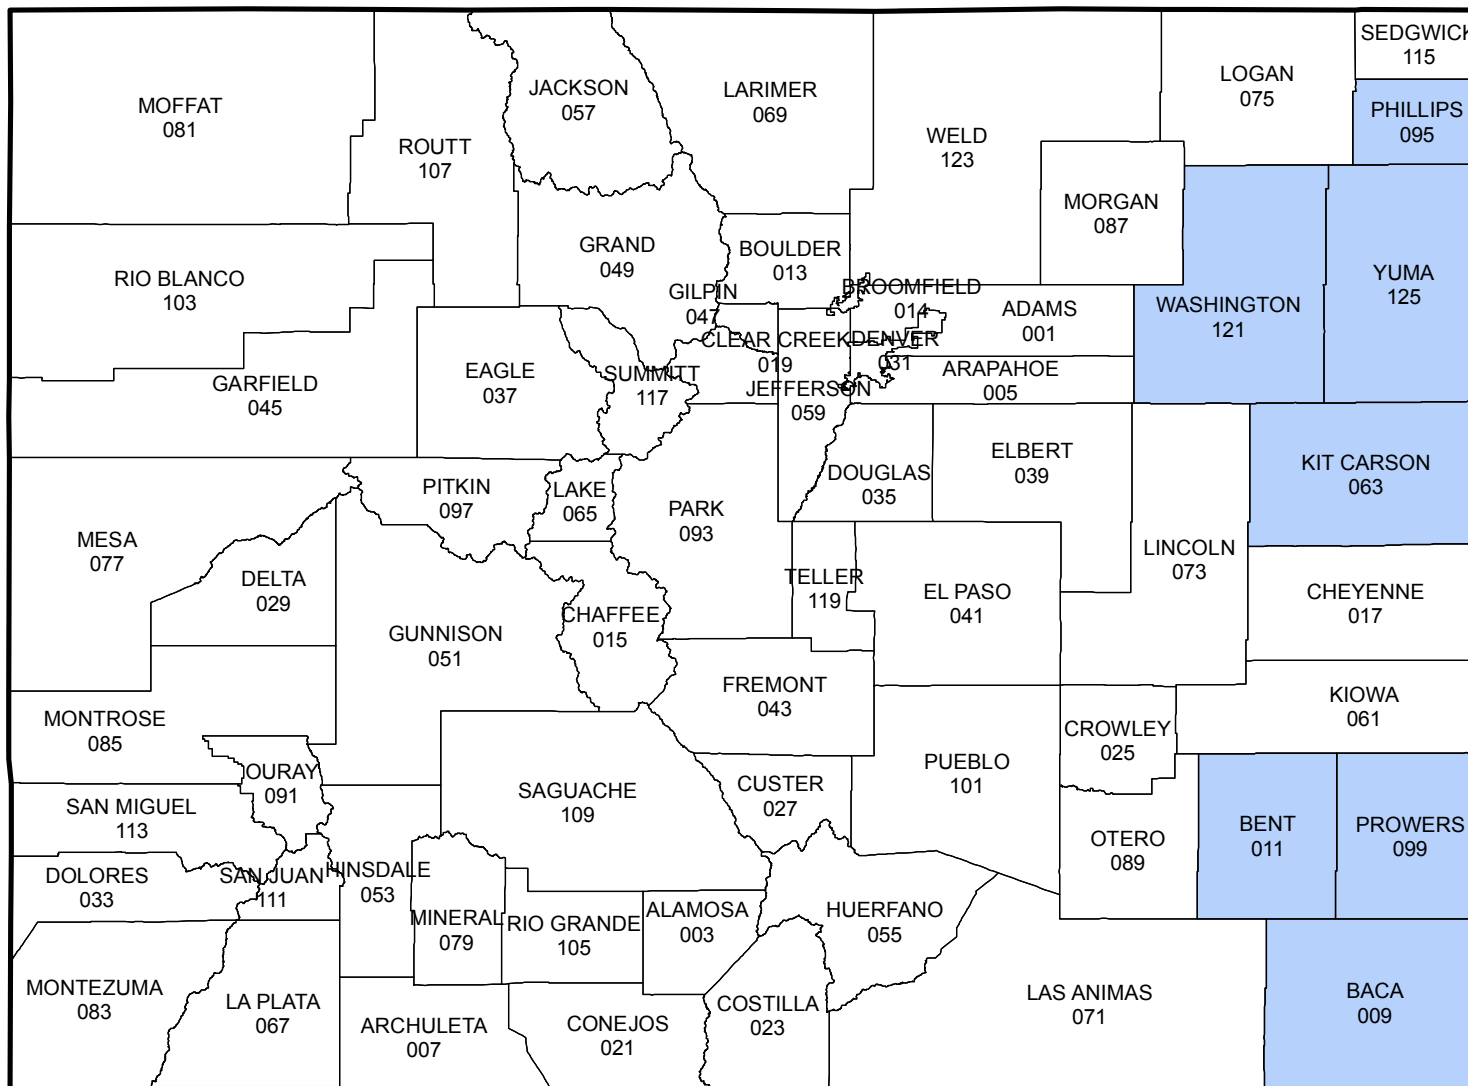 SEDGWICK
115
LOGAN
075
JACKSON
057
LARIMER
069
MOFFAT
081
PHILLIPS
095
WELD
123
ROUTT
107
MORGAN
087
GRAND
049
BOULDER
013
RIO BLANCO
103
YUMA
125
GILPIN
047
BROOMFIELD
014
ADAMS
001
WASHINGTON
121
CLEAR CREEK
019
DENVER
031
ARAPAHOE
005
EAGLE
037
SUMMITT
117
GARFIELD
045
JEFFERSON
059
ELBERT
039
KIT CARSON
063
DOUGLAS
035
PITKIN
097
LAKE
065
PARK
093
MESA
077
LINCOLN
073
DELTA
029
TELLER
119
EL PASO
041
CHEYENNE
017
CHAFFEE
015
GUNNISON
051
FREMONT
043
KIOWA
061
MONTROSE
085
CROWLEY
025
OURAY
091
PUEBLO
101
CUSTER
027
SAGUACHE
109
SAN MIGUEL
113
BENT
011
PROWERS
099
OTERO
089
HINSDALE
053
DOLORES
033
SAN JUAN
111
ALAMOSA
003
HUERFANO
055
MINERAL
079
RIO GRANDE
105
MONTEZUMA
083
LAS ANIMAS
071
BACA
009
LA PLATA
067
COSTILLA
023
ARCHULETA
007
CONEJOS
021